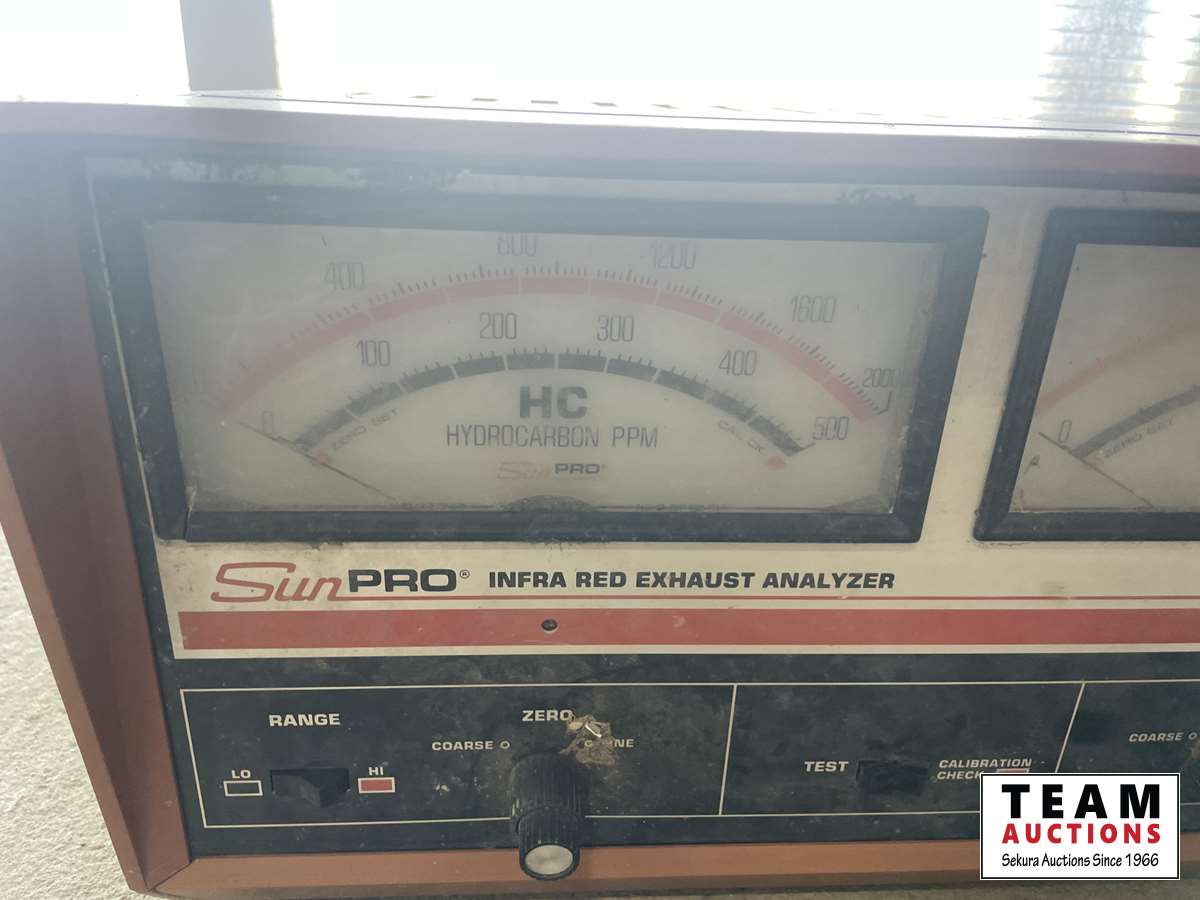 400 800 1200 1600 2000
0 100 200 300 400 500
ZERO SET
HC
CAL OK
HYDROCARBON PPM
SunPRO
0
ZERO SET
SunPRO® INFRA RED EXHAUST ANALYZER
RANGE
LO HI
ZERO
COARSE
TEST
CALIBRATION
CHECK
COARSE
TEAM
AUCTIONS
Sekura Auctions Since 1966